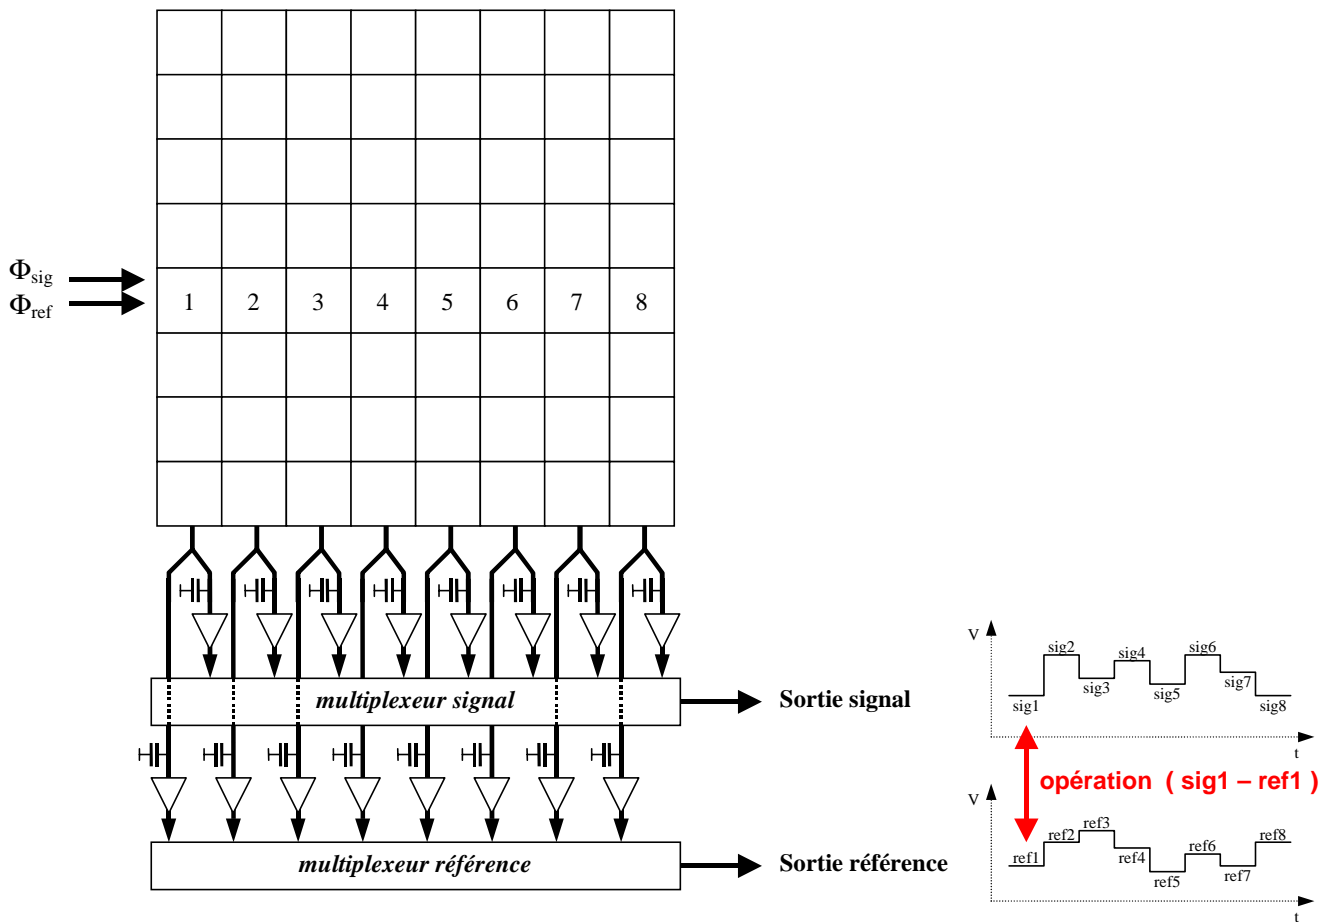 Φsig
Φref
1 2 3 4 5 6 7 8
multiplexeur signal
Sortie signal
multiplexeur référence
Sortie référence
V
sig2
sig4
sig6
sig3
sig5
sig7
sig1
sig8
t
opération ( sig1 – ref1 )
V
ref3
ref2
ref8
ref1
ref4
ref6
ref5
ref7
t